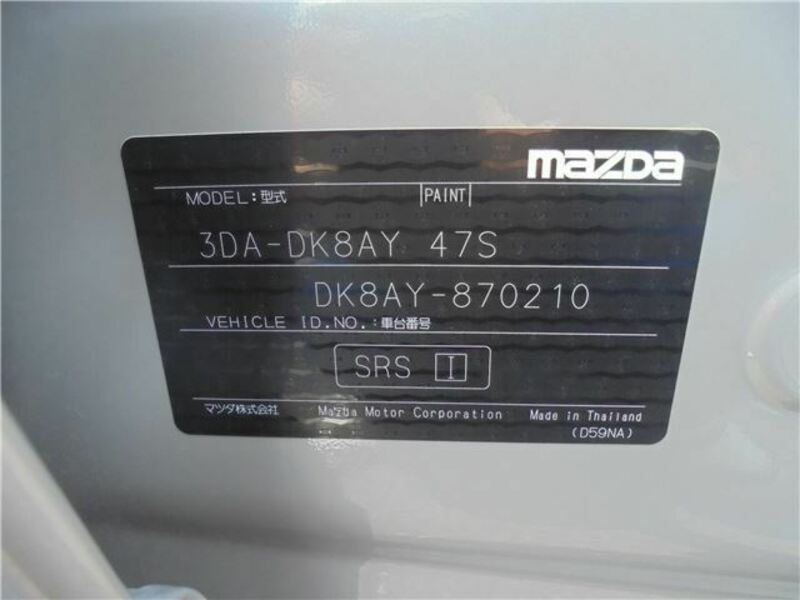 mazda
MODEL:型式 |PAINT|
3DA-DK8AY 47S
DK8AY-870210
VEHICLE ID.NO.:車台番号
SRS I
マツダ株式会社 Mazda Motor Corporation Made in Thailand
(D59NA)